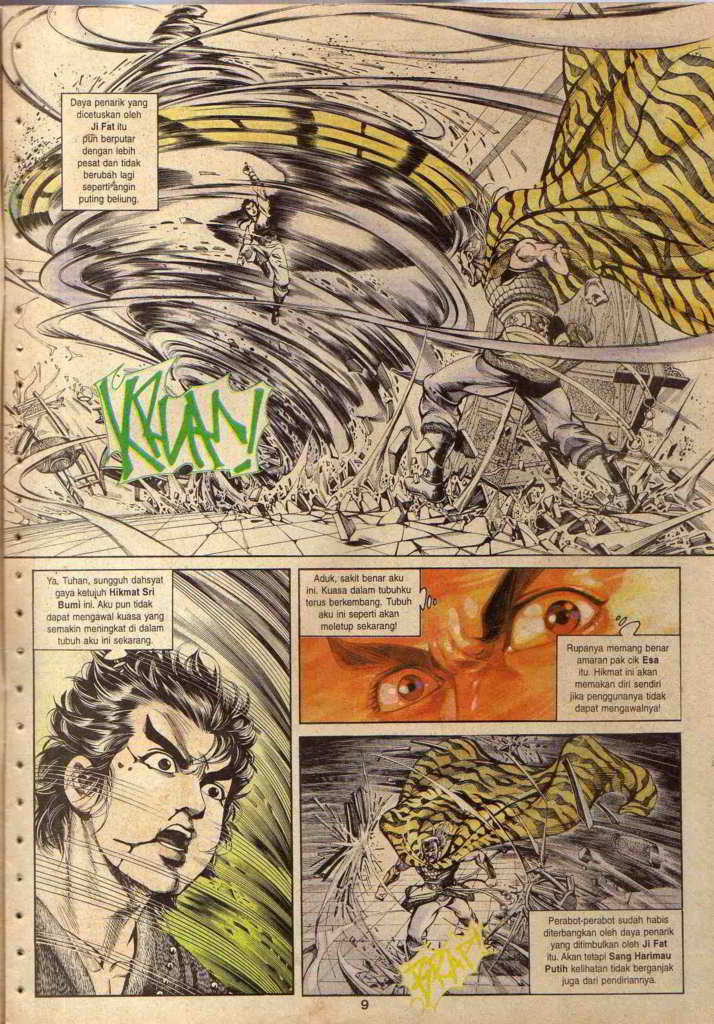 Daya penarik yang
dicetuskan oleh
Ji Fat itu
pun berputar
dengan lebih
pesat dan tidak
berubah lagi
seperti angin
puting beliung.
Ya, Tuhan, sungguh dahsyat
gaya ketujuh Hikmat Sri
Bumi ini. Aku pun tidak
dapat mengawal kuasa yang
semakin meningkat di dalam
tubuh aku ini sekarang.
Aduk, sakit benar aku
ini. Kuasa dalam tubuhku
terus berkembang. Tubuh
aku ini seperti akan
meletup sekarang!
Rupanya memang benar
amaran pak cik Esa
itu. Hikmat ini akan
memakan diri sendiri
jika penggunanya tidak
dapat mengawalnya!
BRAP!
Perabot-perabot sudah habis
diterbangkan oleh daya penarik
yang ditimbulkan oleh Ji Fat
itu. Akan tetapi Sang Harimau
Putih kelihatan tidak berganjak
juga dari pendiriannya.
9